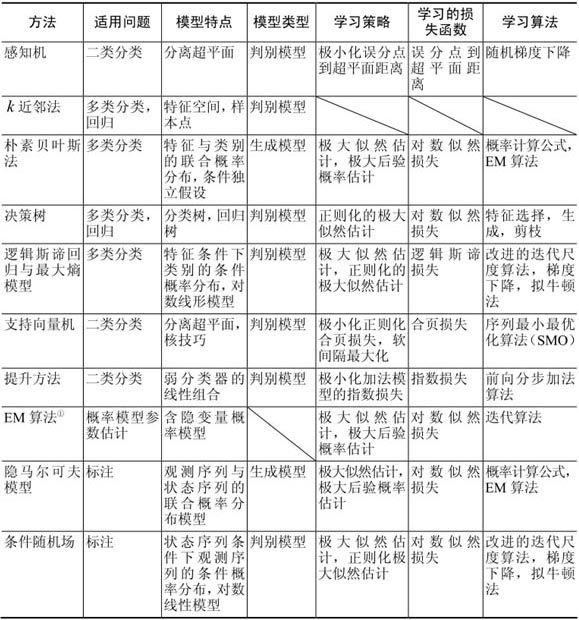 方法 适用问题 模型特点 模型类型 学习策略 学习的损失函数 学习算法
感知机 二类分类 分离超平面 判别模型 极小化误分点到超平面距离 误分点到超平面距离 随机梯度下降
k近邻法 多类分类，回归 特征空间，样本点 判别模型
朴素贝叶斯法 多类分类 特征与类别的联合概率分布，条件独立假设 生成模型 极大似然估计，极大后验概率估计 对数似然损失 概率计算公式，EM 算法
决策树 多类分类，回归 分类树，回归树 判别模型 正则化的极大似然估计 对数似然损失 特征选择，生成，剪枝
逻辑斯谛回归与最大熵模型 多类分类 特征条件下类别的条件概率分布，对数线形模型 判别模型 极大似然估计，正则化的极大似然估计 逻辑斯谛损失 改进的迭代尺度算法，梯度下降，拟牛顿法
支持向量机 二类分类 分离超平面，核技巧 判别模型 极小化正则化合页损失，软间隔最大化 合页损失 序列最小最优化算法（SMO）
提升方法 二类分类 弱分类器的线性组合 判别模型 极小化加法模型的指数损失 指数损失 前向分步加法算法
EM 算法① 概率模型参数估计 含隐变量概率模型 极大似然估计，极大后验概率估计 对数似然损失 迭代算法
隐马尔可夫模型 标注 观测序列与状态序列的联合概率分布模型 生成模型 极大似然估计，极大后验概率估计 对数似然损失 概率计算公式，EM 算法
条件随机场 标注 状态序列条件下观测序列的条件概率分布，对数线性模型 判别模型 极大似然估计，正则化极大似然估计 对数似然损失 改进的迭代尺度算法，梯度下降，拟牛顿法